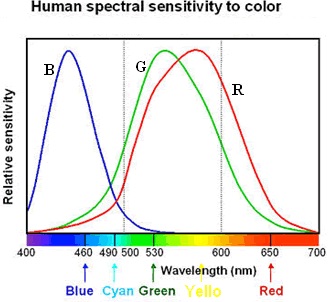 Human spectral sensitivity to color
B
G
R
Relative sensitivity
400 460 490 500 530 600 650 700
Wavelength (nm)
Blue Cyan Green Yello Red